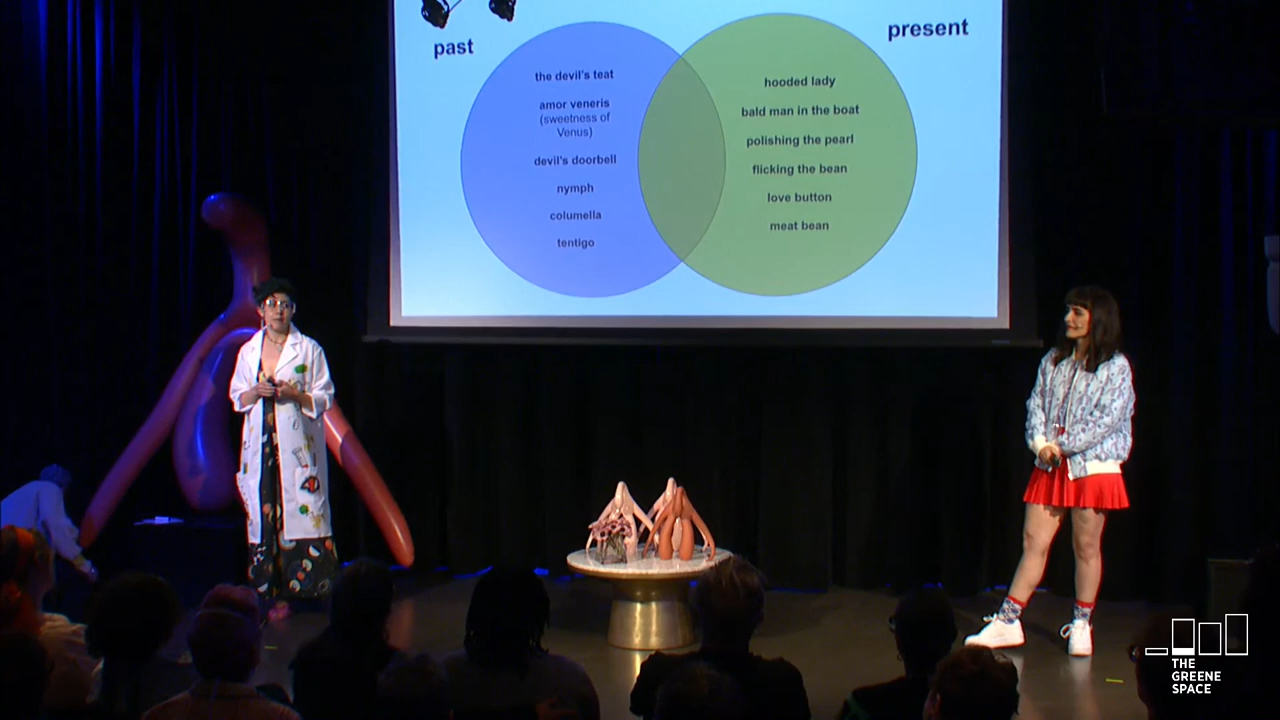 past
present
the devil's teat
amor veneris
(sweetness of
Venus)
devil's doorbell
nymph
columella
tentigo
hooded lady
bald man in the boat
polishing the pearl
flicking the bean
love button
meat bean
THE
GREENE
SPACE